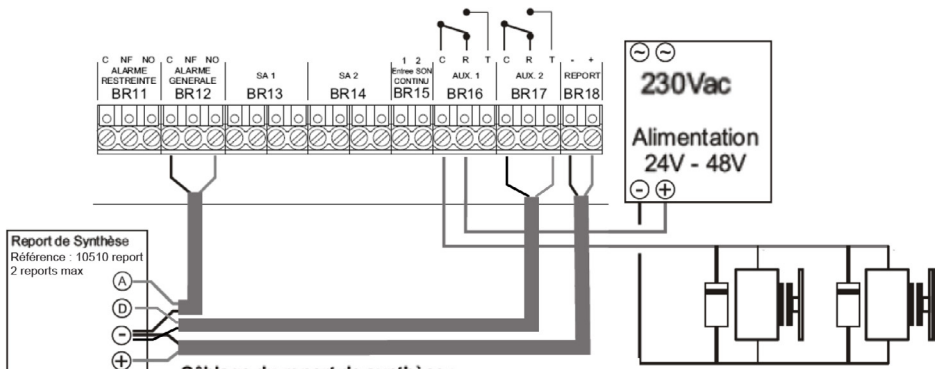 C NF NO C NF NO 1 2 C R T C R T - +
ALARME RESTREINTE
BR11
ALARME GENERALE
BR12
SA 1
BR13
SA 2
BR14
Entree SON CONTINU
BR15
AUX. 1
BR16
AUX. 2
BR17
REPORT
BR18
~ ~
230Vac
Alimentation
24V - 48V
- +
Report de Synthèse
Référence : 10510 report
2 reports max
A
D
-
+